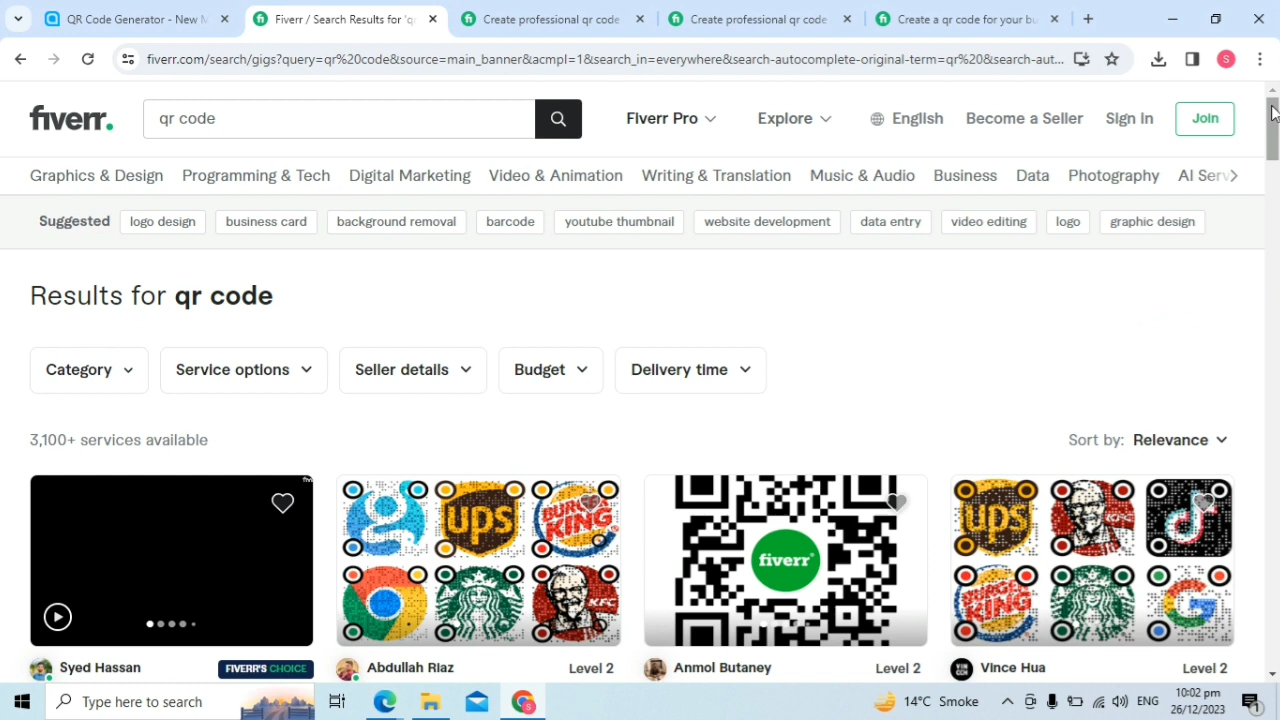 QR Code Generator - New M
Fiverr / Search Results for 'q
Create professional qr code
Create professional qr code
Create a qr code for your bu
fiverr.com/search/gigs?query=qr%20code&source=main_banner&acmpl=1&search_in=everywhere&search-autocomplete-original-term=qr%20&search-aut...
S
fiverr.
qr code
Fiverr Pro
Explore
English
Become a Seller
Sign in
Join
Graphics & Design
Programming & Tech
Digital Marketing
Video & Animation
Writing & Translation
Music & Audio
Business
Data
Photography
AI Serv
Suggested
logo design
business card
background removal
barcode
youtube thumbnail
website development
data entry
video editing
logo
graphic design
Results for qr code
Category
Service options
Seller details
Budget
Delivery time
3,100+ services available
Sort by: Relevance
ups
BURGER
KING
KFC
fiverr
ups
KFC
BURGER
KING
Syed Hassan
FIVERR'S CHOICE
Abdullah Riaz
Level 2
Anmol Butaney
Level 2
Vince Hua
Level 2
Type here to search
14°C Smoke
ENG
10:02 pm
26/12/2023
1